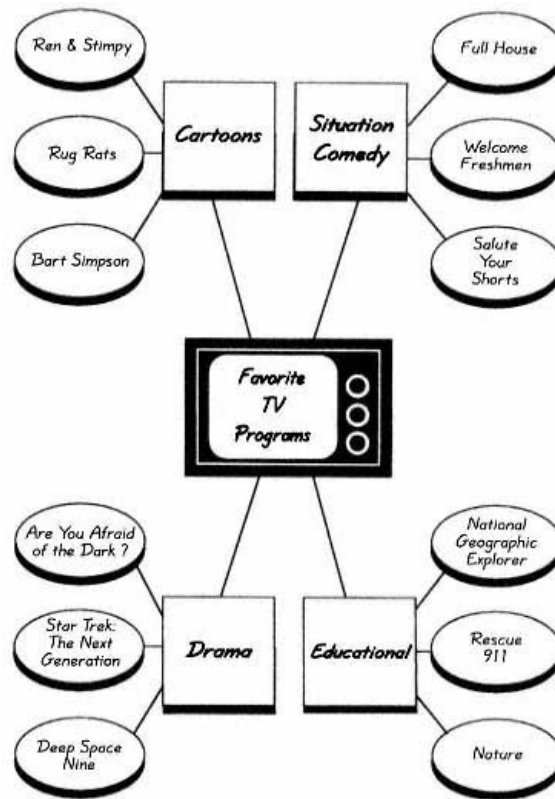 Ren & Stimpy
Rug Rats
Bart Simpson
Cartoons
Situation
Comedy
Full House
Welcome
Freshmen
Salute
Your
Shorts
Favorite
TV
Programs
Are You Afraid
of the Dark ?
Star Trek:
The Next
Generation
Deep Space
Nine
Drama
Educational
National
Geographic
Explorer
Rescue
911
Nature